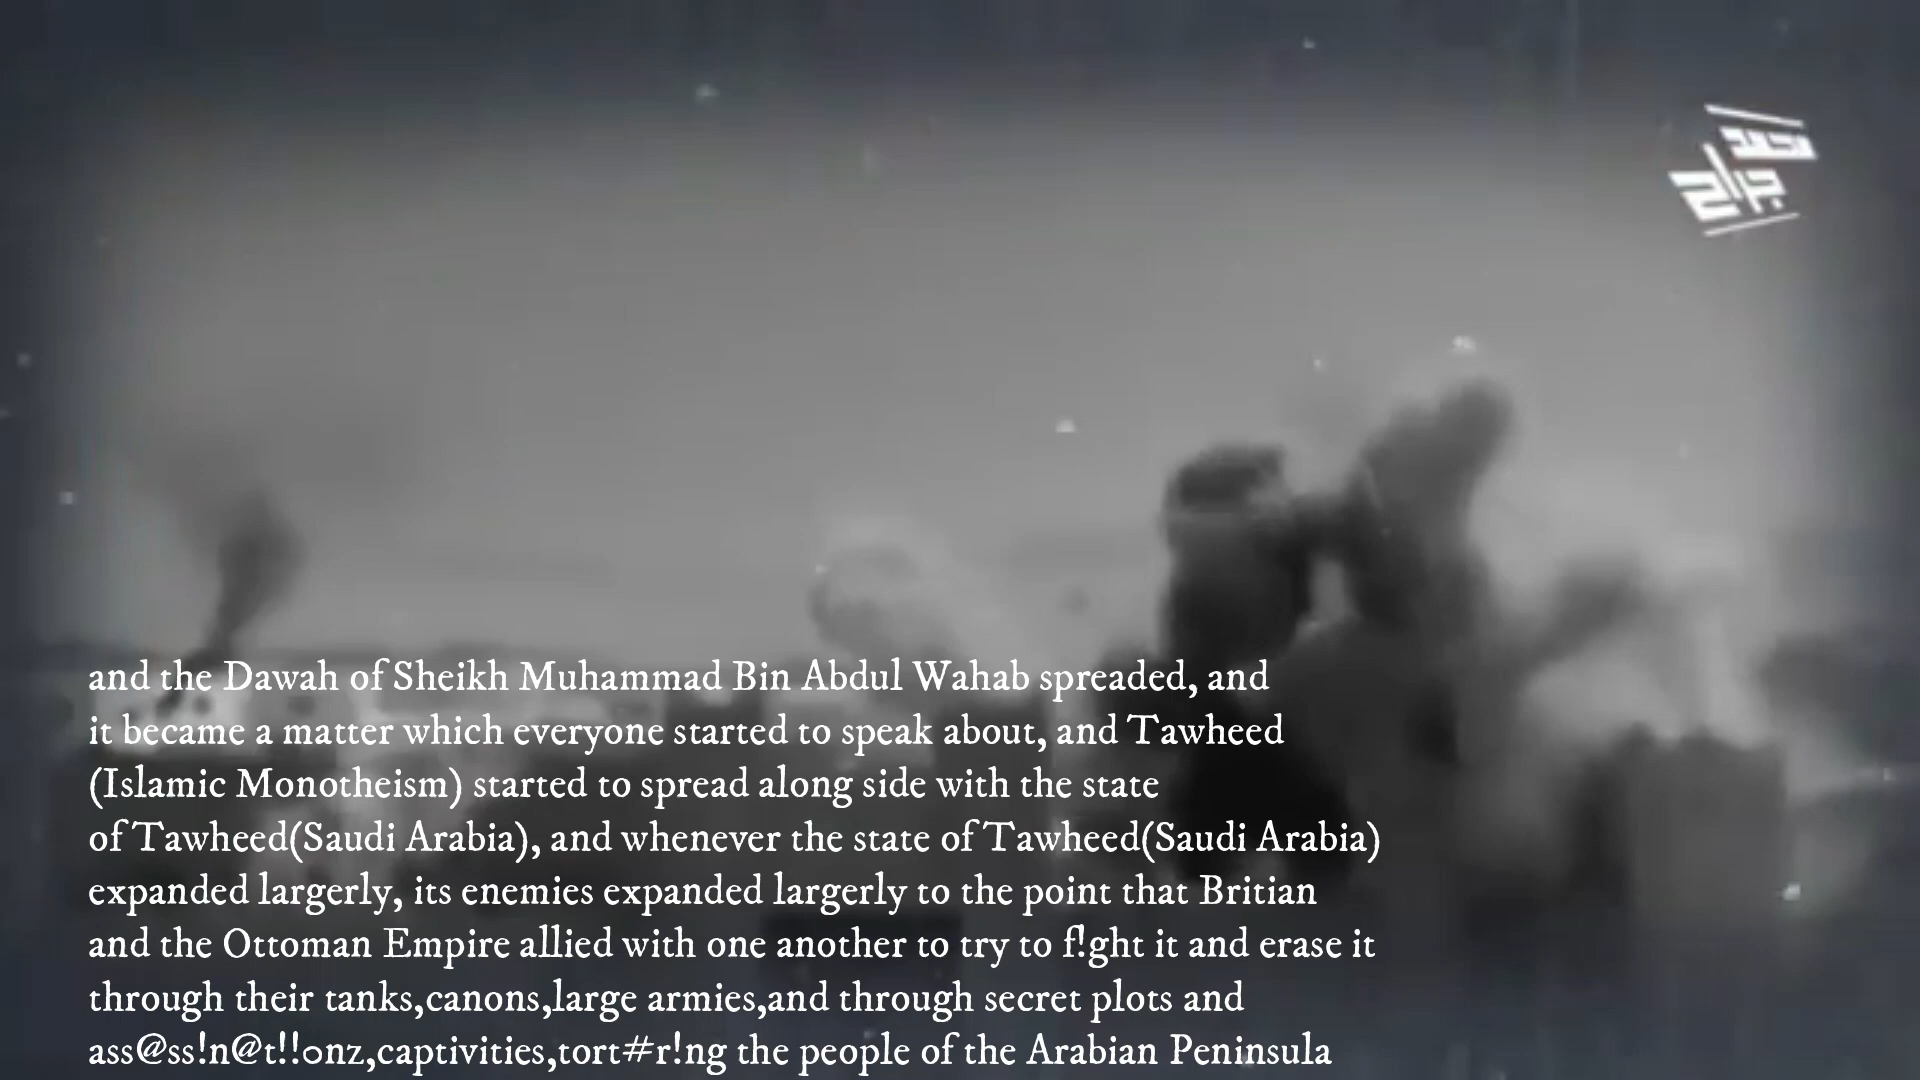 محمد
جراح
and the Dawah of Sheikh Muhammad Bin Abdul Wahab spreaded, and
it became a matter which everyone started to speak about, and Tawheed
(Islamic Monotheism) started to spread along side with the state
of Tawheed(Saudi Arabia), and whenever the state of Tawheed(Saudi Arabia)
expanded largerly, its enemies expanded largerly to the point that Britian
and the Ottoman Empire allied with one another to try to f!ght it and erase it
through their tanks,canons,large armies,and through secret plots and
ass@ss!n@t!!onz,captivities,tort#r!ng the people of the Arabian Peninsula